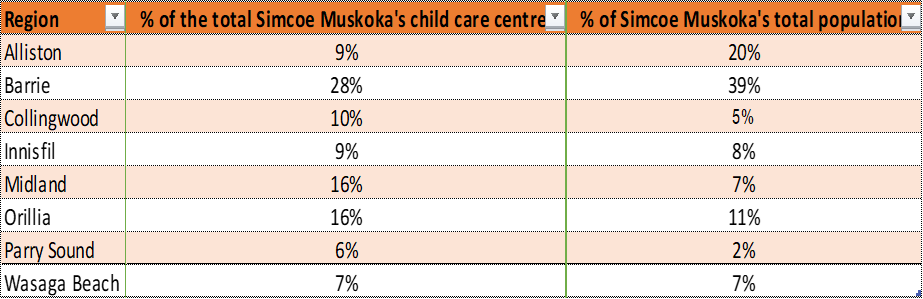 Region % of the total Simcoe Muskoka's child care centre % of Simcoe Muskoka's total population
Alliston 9% 20%
Barrie 28% 39%
Collingwood 10% 5%
Innisfil 9% 8%
Midland 16% 7%
Orillia 16% 11%
Parry Sound 6% 2%
Wasaga Beach 7% 7%